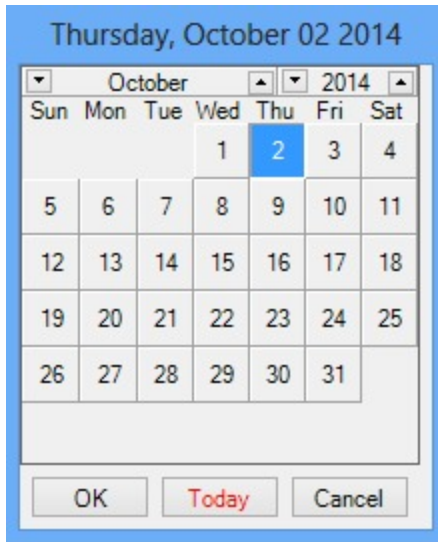 Thursday, October 02 2014
October 2014
Sun Mon Tue Wed Thu Fri Sat
1 2 3 4
5 6 7 8 9 10 11
12 13 14 15 16 17 18
19 20 21 22 23 24 25
26 27 28 29 30 31
OK Today Cancel